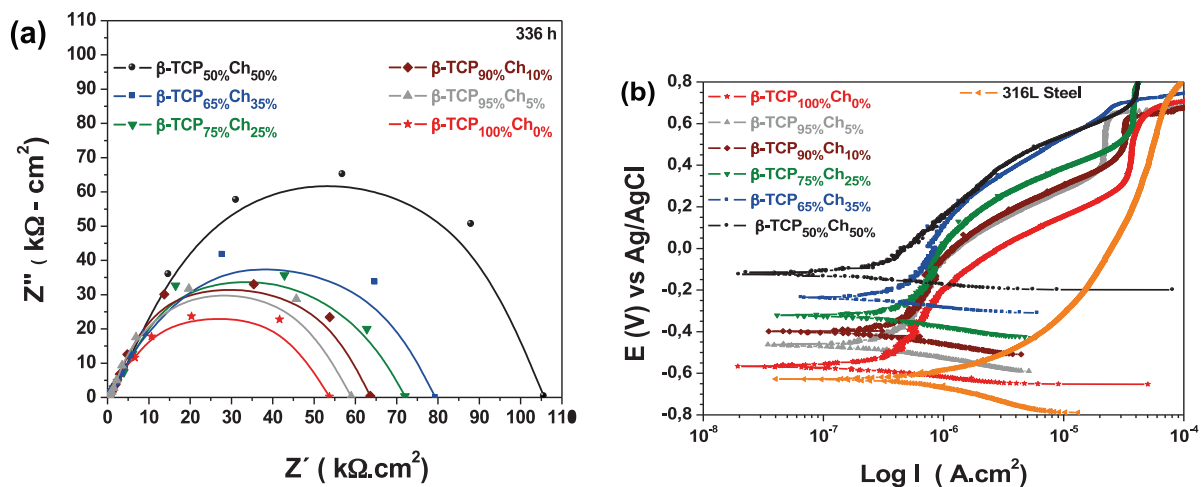 (a)
336 h
β-TCP50%Ch50%
β-TCP65%Ch35%
β-TCP75%Ch25%
β-TCP90%Ch10%
β-TCP95%Ch5%
β-TCP100%Ch0%
110
100
90
80
70
60
50
40
30
20
10
0
0 10 20 30 40 50 60 70 80 90 100 110 0
Z'' ( kΩ - cm²)
Z´ ( kΩ.cm²)
(b)
β-TCP100%Ch0%
β-TCP95%Ch5%
β-TCP90%Ch10%
β-TCP75%Ch25%
β-TCP65%Ch35%
β-TCP50%Ch50%
316L Steel
0,8
0,6
0,4
0,2
0,0
-0,2
-0,4
-0,6
-0,8
10⁻⁸ 10⁻⁷ 10⁻⁶ 10⁻⁵ 10⁻⁴
E (V) vs Ag/AgCl
Log I ( A.cm²)